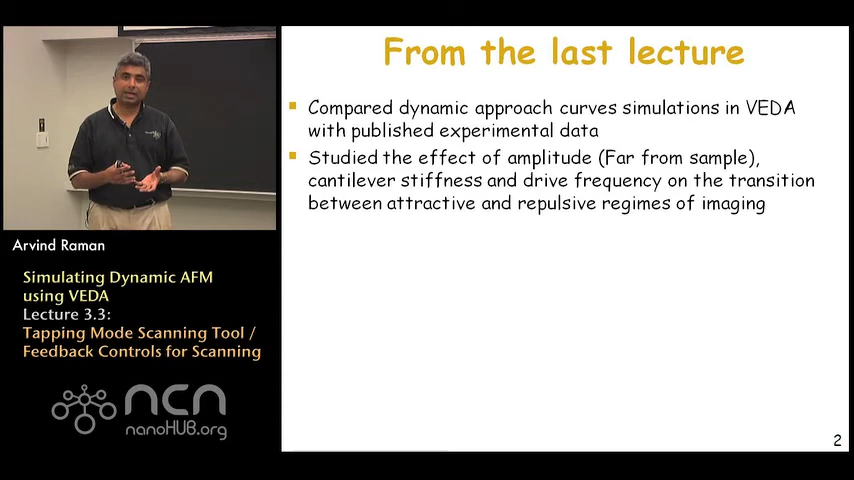 From the last lecture
Compared dynamic approach curves simulations in VEDA
with published experimental data
Studied the effect of amplitude (Far from sample),
cantilever stiffness and drive frequency on the transition
between attractive and repulsive regimes of imaging
Arvind Raman
Simulating Dynamic AFM
using VEDA
Lecture 3.3:
Tapping Mode Scanning Tool /
Feedback Controls for Scanning
ncn
nanoHUB.org
2